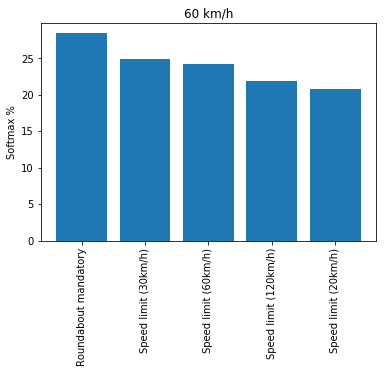 60 km/h
Softmax %
25
20
15
10
5
0
Roundabout mandatory
Speed limit (30km/h)
Speed limit (60km/h)
Speed limit (120km/h)
Speed limit (20km/h)